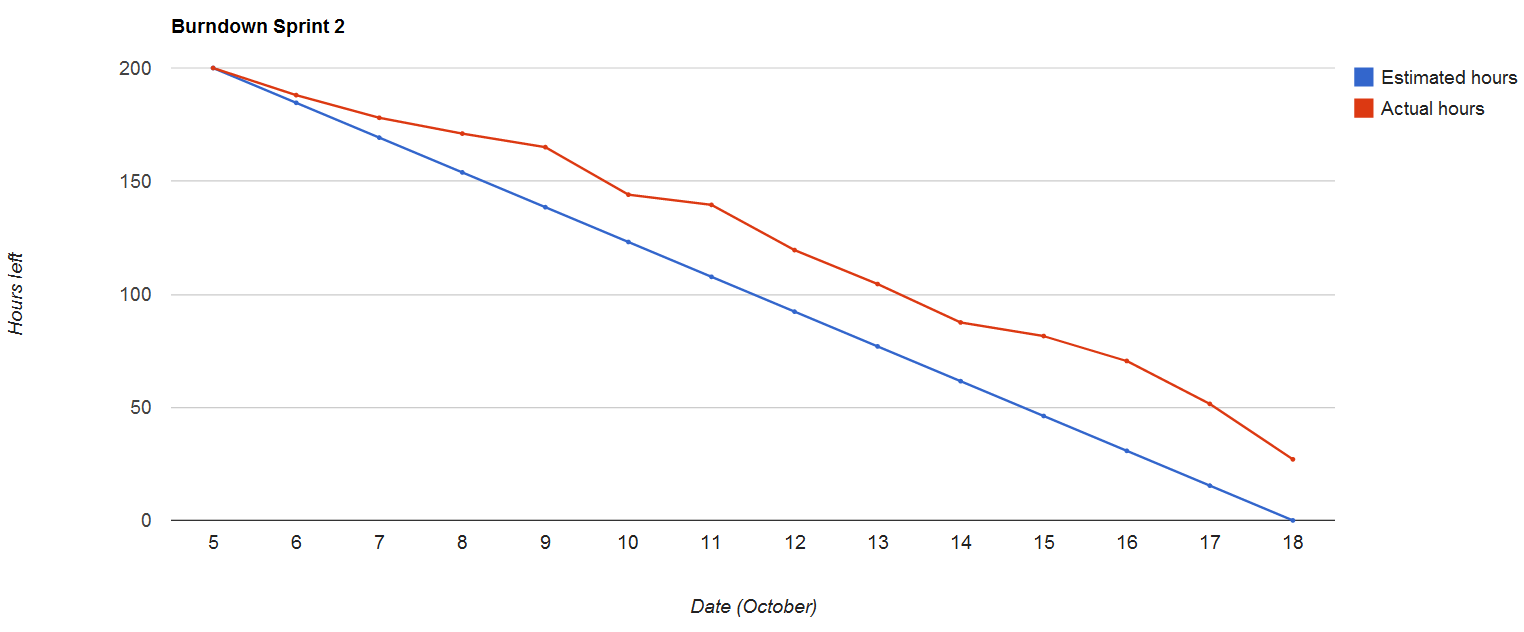 Burndown Sprint 2
200
150
100
50
0
Hours left
5 6 7 8 9 10 11 12 13 14 15 16 17 18
Date (October)
Estimated hours
Actual hours